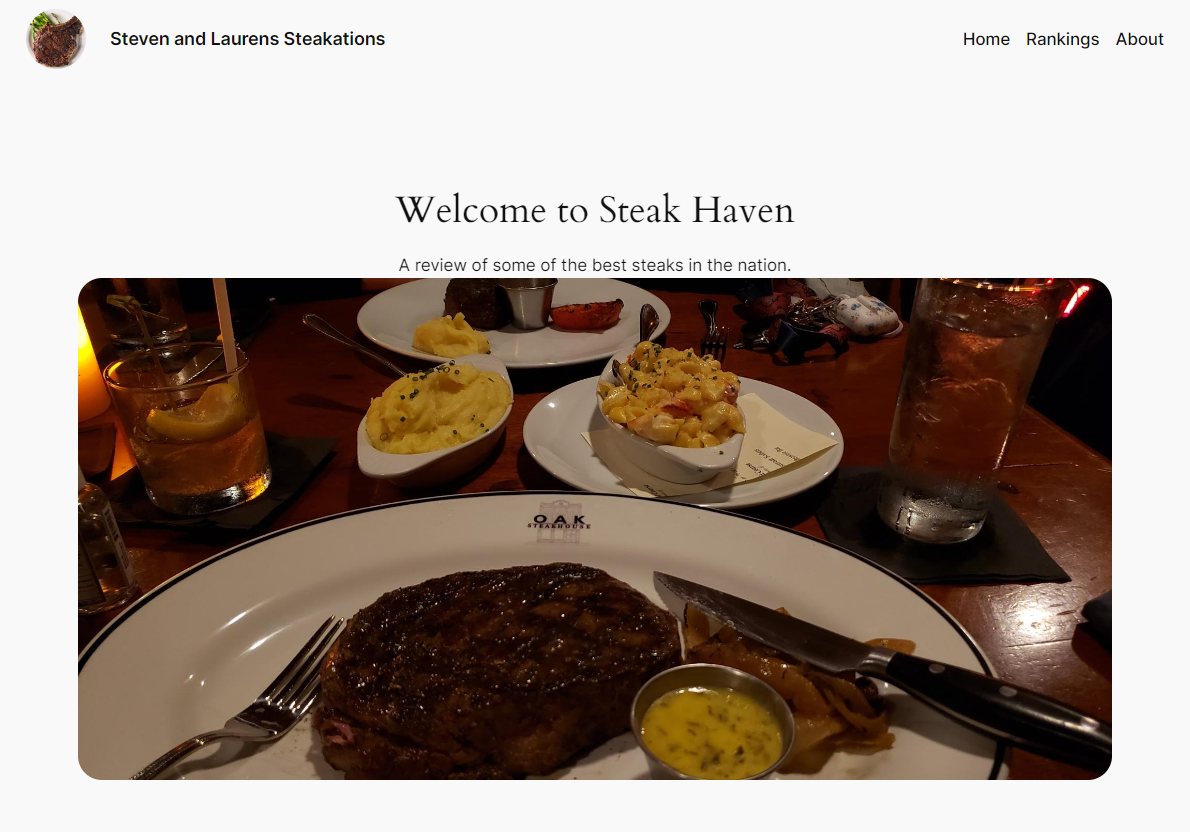 Steven and Laurens Steakations
Home Rankings About
Welcome to Steak Haven
A review of some of the best steaks in the nation.
OAK
STEAKHOUSE